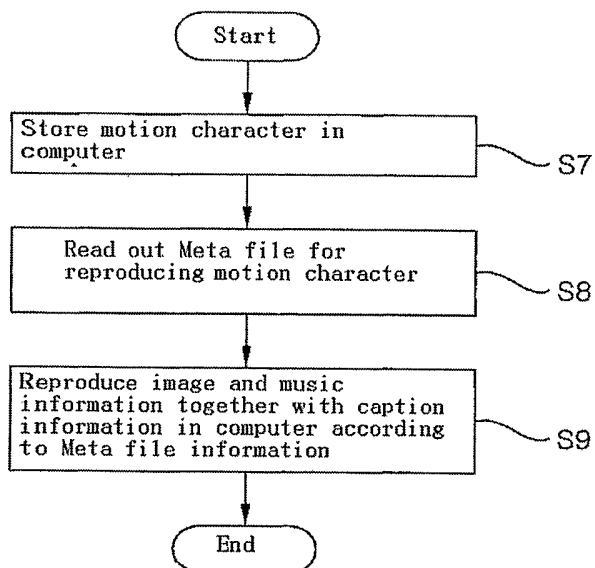 Start
Store motion character in
computer
S7
Read out Meta file for
reproducing motion character
S8
Reproduce image and music
information together with caption
information in computer according
to Meta file information
S9
End